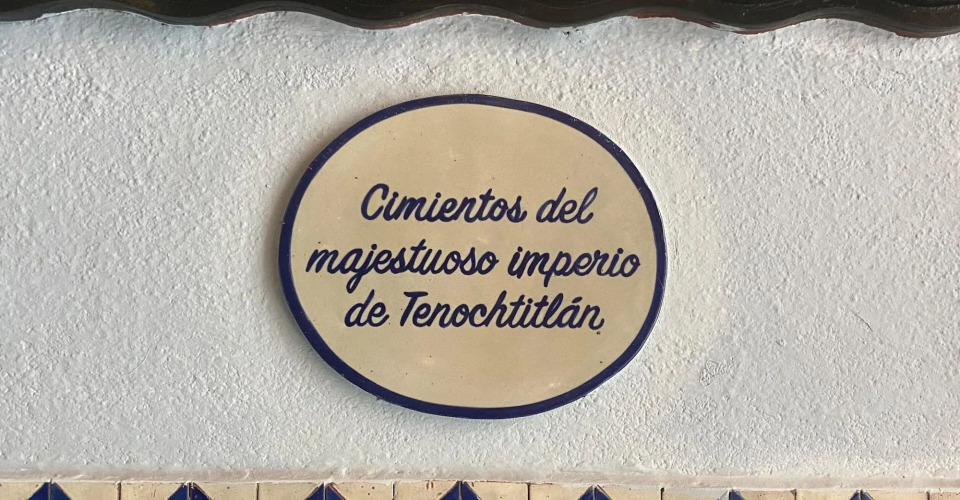 Cimientos del
majestuoso imperio
de Tenochtitlán